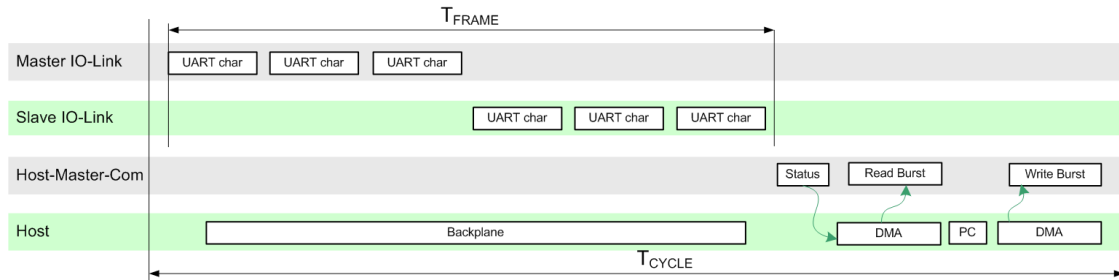 TFRAME
Master IO-Link
UART char UART char UART char
Slave IO-Link
UART char UART char UART char
Host-Master-Com
Status Read Burst Write Burst
Host
Backplane DMA PC DMA
TCYCLE